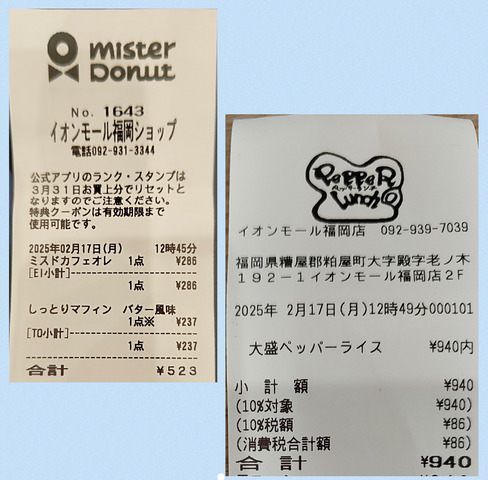 mister
Donut
No. 1643
イオンモール福岡ショップ
電話092-931-3344
公式アプリのランク・スタンプは
3月31日お買上分でリセットと
なりますのでご注意ください。
特典クーポンは有効期限まで
使用可能です。
2025年02月17日(月) 12時45分
ミスドカフェオレ 1点 ¥286
[EI小計]
1点 ¥286
しっとりマフィン バター風味
1点※ ¥237
[TO小計]
1点 ¥237
合計 ¥523
PePPeR
ペッパーランチ
Lunch
イオンモール福岡店 092-939-7039
福岡県糟屋郡粕屋町大字戸原字老ノ木
192-1イオンモール福岡店2F
2025年 2月17日(月)12時49分000101
大盛ペッパーライス ¥940内
小計額 ¥940
(10%対象 ¥940)
(10%税額 ¥86)
(消費税合計額 ¥86)
合計 ¥940